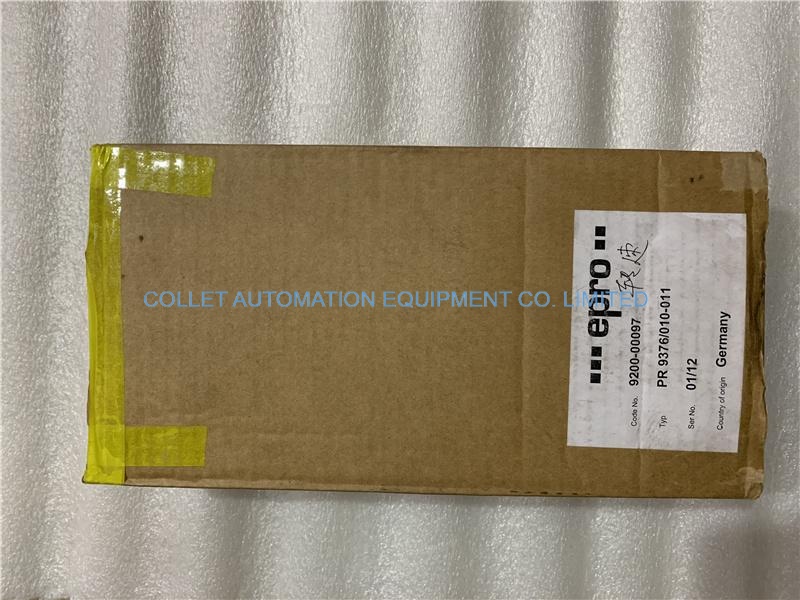 COLLET AUTOMATION EQUIPMENT CO. LIMITED
epro
Code No. 9200-00097
Typ PR 9376/010-011
Ser No. 01/12
Country of origin Germany